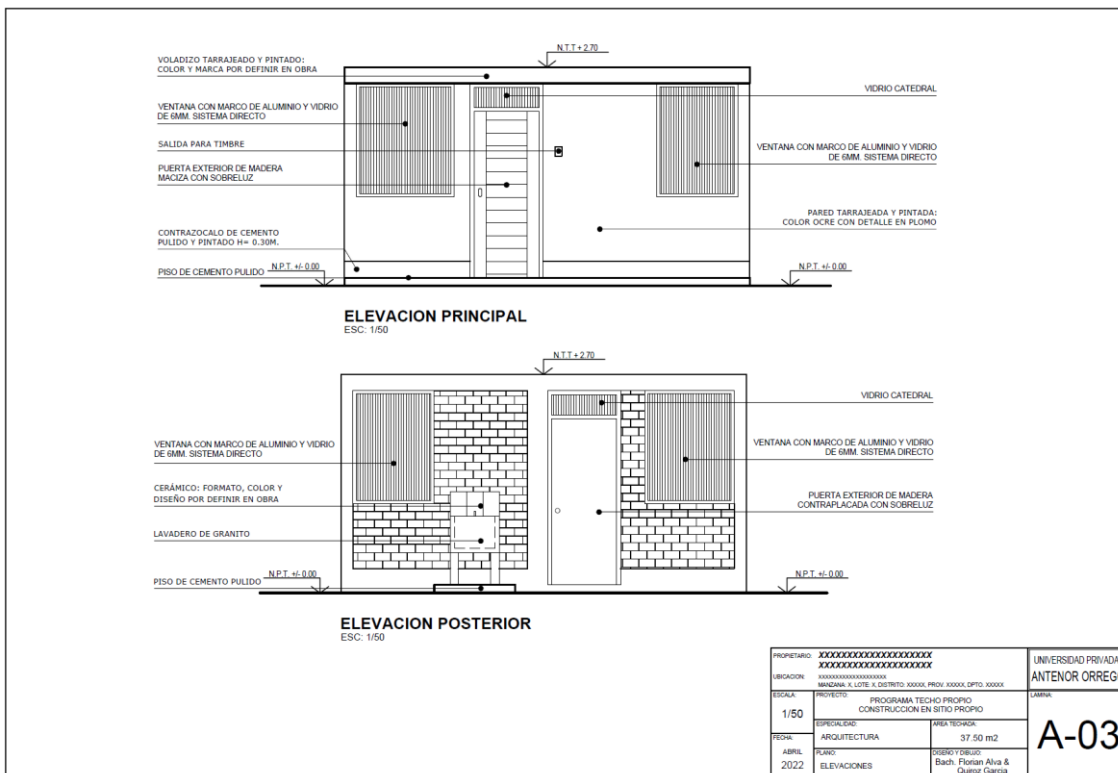 N.T.T + 2.70
VOLADIZO TARRAJEADO Y PINTADO:
COLOR Y MARCA POR DEFINIR EN OBRA
VIDRIO CATEDRAL
VENTANA CON MARCO DE ALUMINIO Y VIDRIO
DE 6MM. SISTEMA DIRECTO
SALIDA PARA TIMBRE
VENTANA CON MARCO DE ALUMINIO Y VIDRIO
DE 6MM. SISTEMA DIRECTO
PUERTA EXTERIOR DE MADERA
MACIZA CON SOBRELUZ
PARED TARRAJEADA Y PINTADA:
COLOR OCRE CON DETALLE EN PLOMO
CONTRAZOCALO DE CEMENTO
PULIDO Y PINTADO H= 0.30M.
PISO DE CEMENTO PULIDO
N.P.T. +/- 0.00
N.P.T. +/- 0.00
ELEVACION PRINCIPAL
ESC: 1/50
N.T.T + 2.70
VIDRIO CATEDRAL
VENTANA CON MARCO DE ALUMINIO Y VIDRIO
DE 6MM. SISTEMA DIRECTO
VENTANA CON MARCO DE ALUMINIO Y VIDRIO
DE 6MM. SISTEMA DIRECTO
CERÁMICO: FORMATO, COLOR Y
DISEÑO POR DEFINIR EN OBRA
PUERTA EXTERIOR DE MADERA
CONTRAPLACADA CON SOBRELUZ
LAVADERO DE GRANITO
PISO DE CEMENTO PULIDO
N.P.T. +/- 0.00
N.P.T. +/- 0.00
ELEVACION POSTERIOR
ESC: 1/50
PROPIETARIO: XXXXXXXXXXXXXXXXXXXX
XXXXXXXXXXXXXXXXXXXX
UBICACION: XXXXXXXXXXXXXXXXXXX
MANZANA: X, LOTE: X, DISTRITO: XXXXX, PROV. XXXXX, DPTO. XXXXX
UNIVERSIDAD PRIVADA
ANTENOR ORREG
ESCALA:
1/50
PROYECTO:
PROGRAMA TECHO PROPIO
CONSTRUCCION EN SITIO PROPIO
LAMINA:
A-03
ESPECIALIDAD:
ARQUITECTURA
AREA TECHADA:
37.50 m2
FECHA:
ABRIL
2022
PLANO:
ELEVACIONES
DISEÑO Y DIBUJO:
Bach. Florian Alva &
Quiroz Garcia